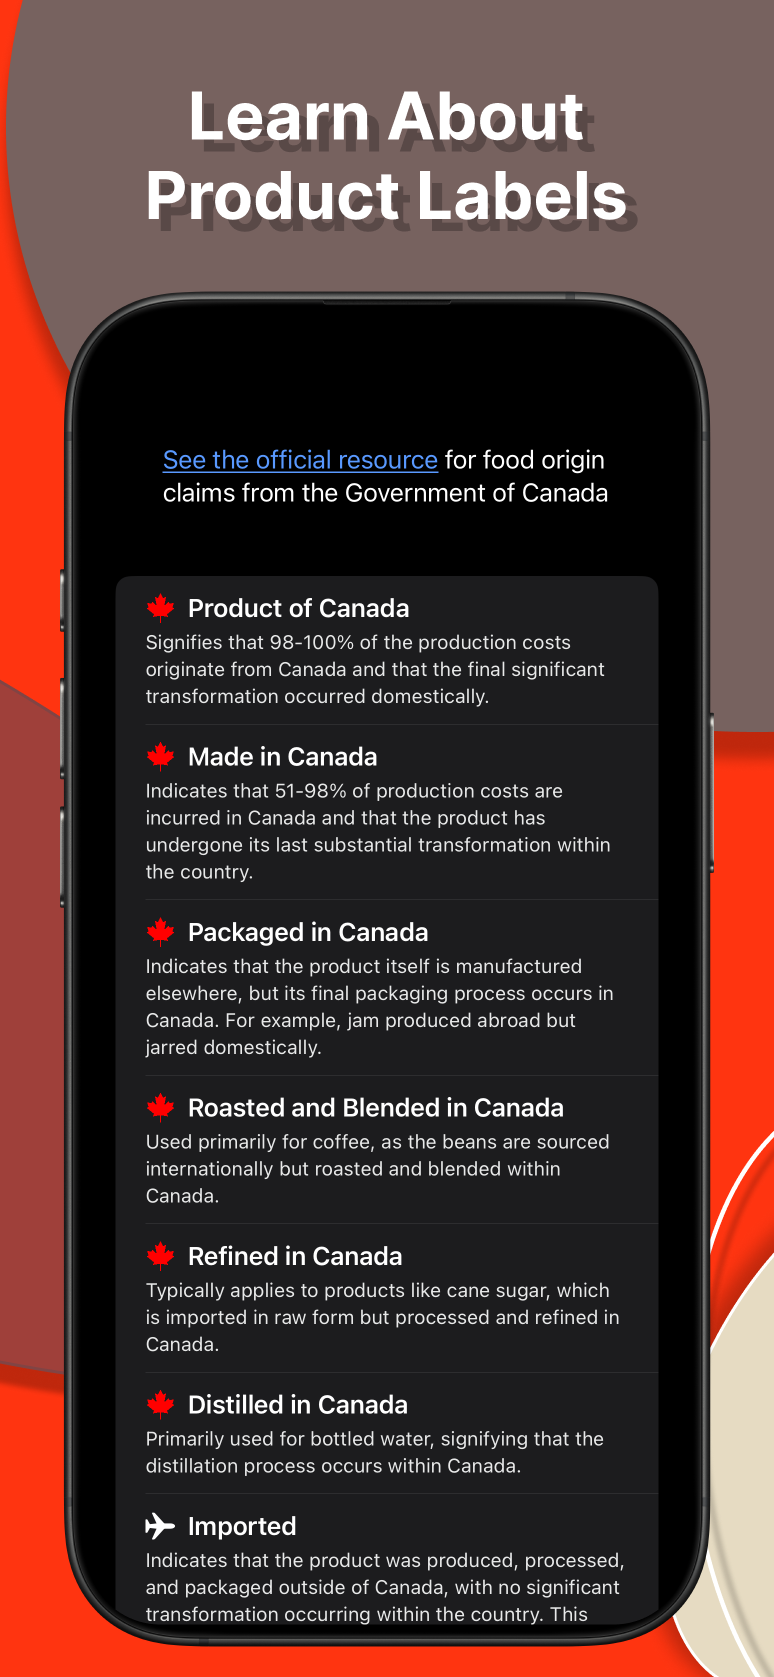 Learn About
Product Labels
See the official resource for food origin
claims from the Government of Canada
Product of Canada
Signifies that 98-100% of the production costs
originate from Canada and that the final significant
transformation occurred domestically.
Made in Canada
Indicates that 51-98% of production costs are
incurred in Canada and that the product has
undergone its last substantial transformation within
the country.
Packaged in Canada
Indicates that the product itself is manufactured
elsewhere, but its final packaging process occurs in
Canada. For example, jam produced abroad but
jarred domestically.
Roasted and Blended in Canada
Used primarily for coffee, as the beans are sourced
internationally but roasted and blended within
Canada.
Refined in Canada
Typically applies to products like cane sugar, which
is imported in raw form but processed and refined in
Canada.
Distilled in Canada
Primarily used for bottled water, signifying that the
distillation process occurs within Canada.
Imported
Indicates that the product was produced, processed,
and packaged outside of Canada, with no significant
transformation occurring within the country. This